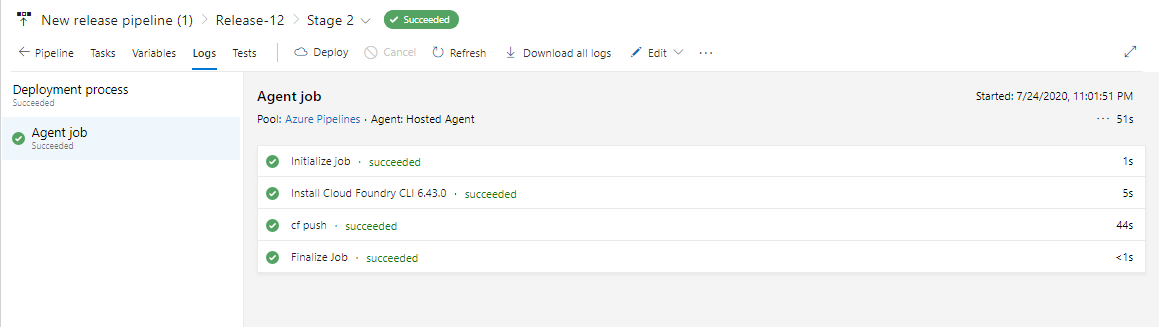 New release pipeline (1) > Release-12 > Stage 2 Succeeded
Pipeline Tasks Variables Logs Tests Deploy Cancel Refresh Download all logs Edit ...
Deployment process
Succeeded
Agent job
Succeeded
Agent job Started: 7/24/2020, 11:01:51 PM
Pool: Azure Pipelines · Agent: Hosted Agent ... 51s
Initialize job · succeeded 1s
Install Cloud Foundry CLI 6.43.0 · succeeded 5s
cf push · succeeded 44s
Finalize Job · succeeded <1s